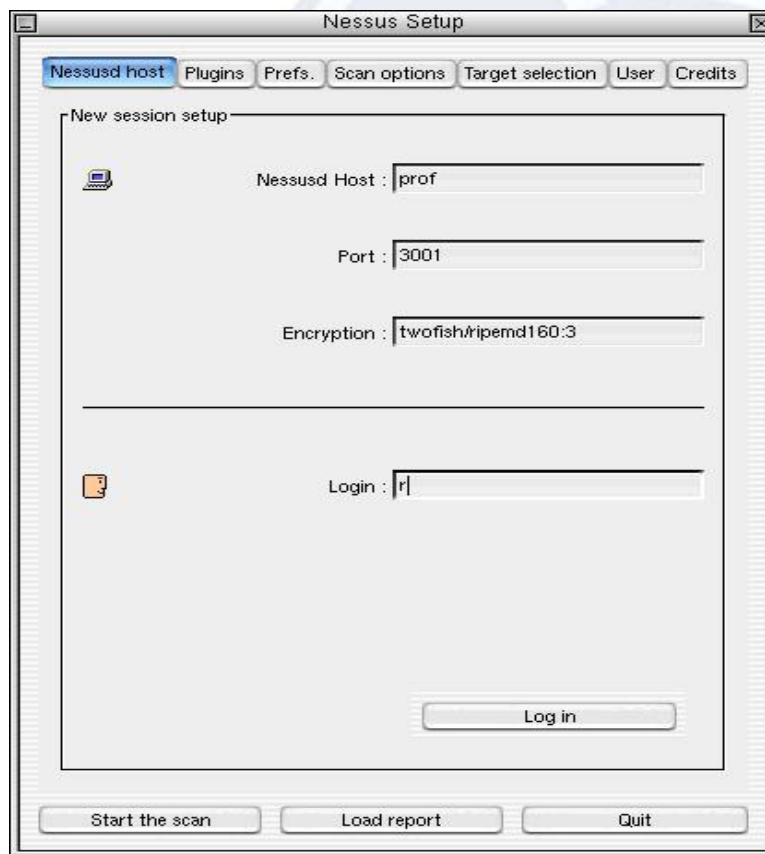 Nessus Setup
Nessusd host Plugins Prefs. Scan options Target selection User Credits
New session setup
Nessusd Host : prof
Port : 3001
Encryption : twofish/ripemd160:3
Login : r
Log in
Start the scan Load report Quit